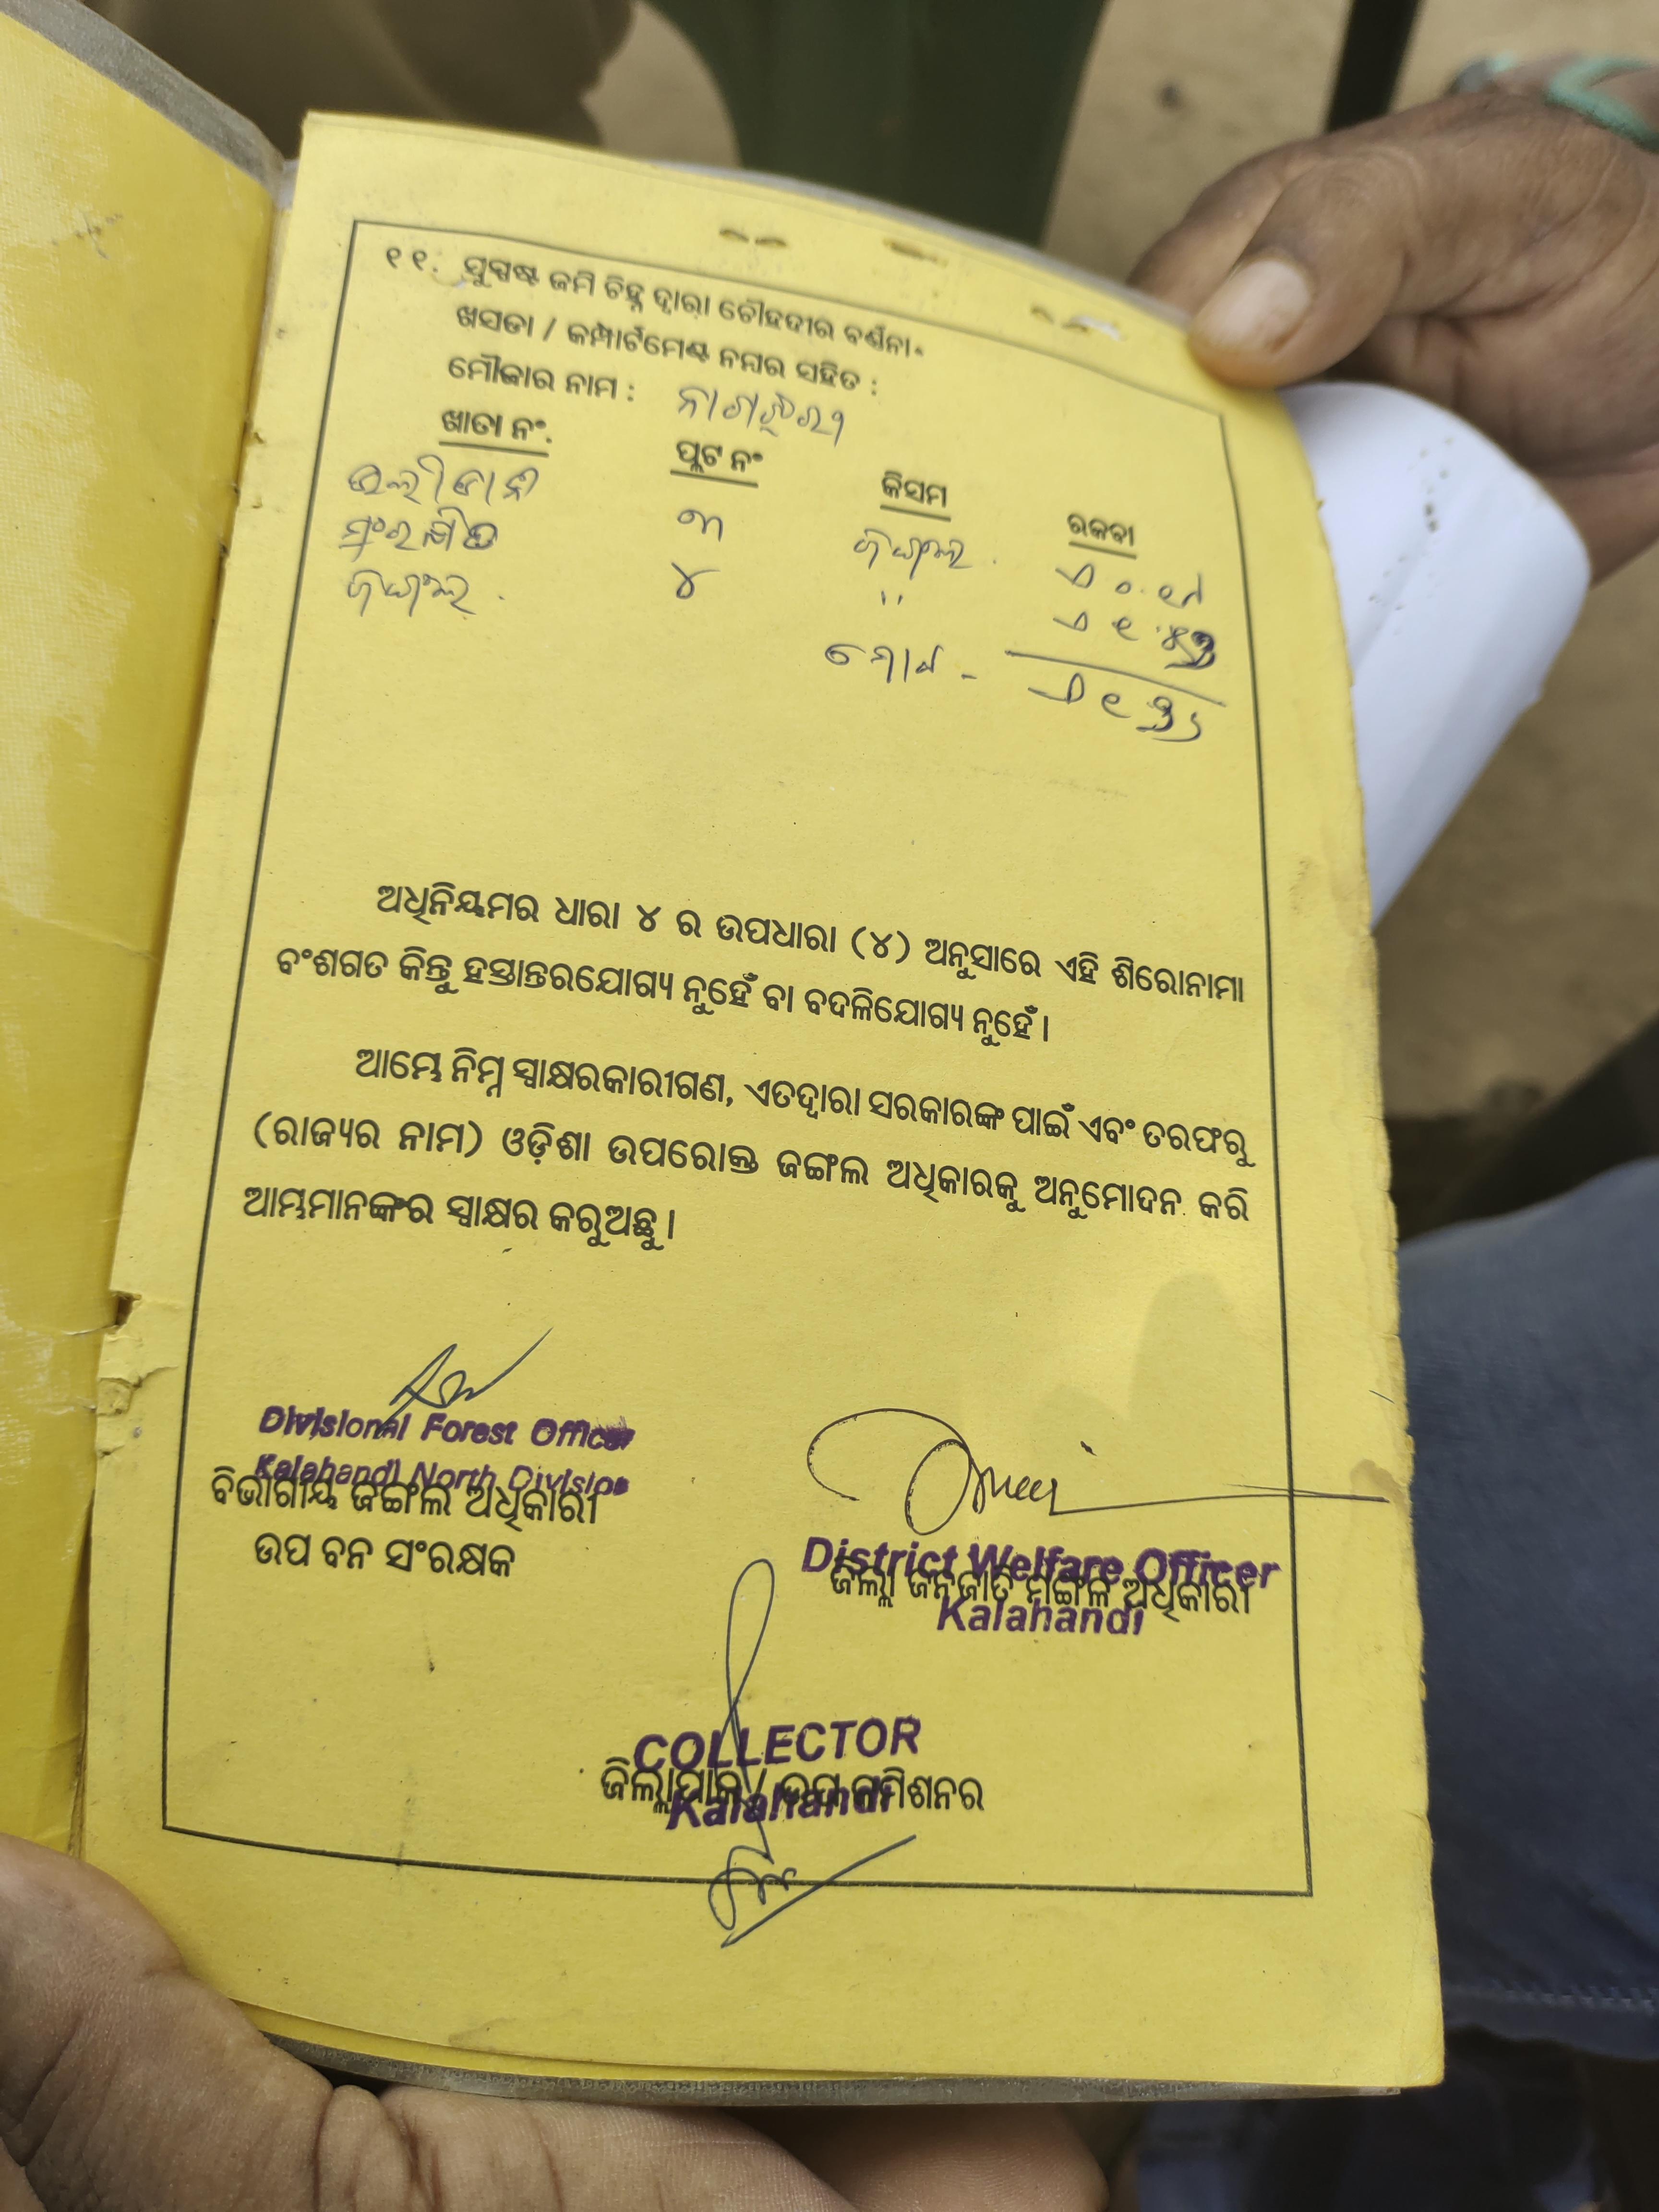 ୧୧. ସୁସ୍ପଷ୍ଟ ଜମି ଚିହ୍ନ ଦ୍ୱାରା ଚୌହଦୀର ବର୍ଣ୍ଣନା
ଖସଡା / କମ୍ପାର୍ଟମେଣ୍ଟ ନମ୍ବର ସହିତ :
ମୌଜାର ନାମ :
ଖାତା ନଂ. ପ୍ଲଟ ନଂ କିସମ ରକବା
୩ ଜଙ୍ଗଲ
ସଂରକ୍ଷିତ ୪ "
ଜଙ୍ଗଲ
ମୋଟ -
ଅଧିନିୟମର ଧାରା ୪ ର ଉପଧାରା (୪) ଅନୁସାରେ ଏହି ଶିରୋନାମା
ବଂଶଗତ କିନ୍ତୁ ହସ୍ତାନ୍ତରଯୋଗ୍ୟ ନୁହେଁ ବା ବଦଳିଯୋଗ୍ୟ ନୁହେଁ।
ଆମ୍ଭେ ନିମ୍ନ ସ୍ୱାକ୍ଷରକାରୀଗଣ, ଏତଦ୍ୱାରା ସରକାରଙ୍କ ପାଇଁ ଏବଂ ତରଫରୁ
(ରାଜ୍ୟର ନାମ) ଓଡ଼ିଶା ଉପରୋକ୍ତ ଜଙ୍ଗଲ ଅଧିକାରକୁ ଅନୁମୋଦନ କରି
ଆମ୍ଭମାନଙ୍କର ସ୍ୱାକ୍ଷର କରୁଅଛୁ।
Divisional Forest Officer
Kalahandi North Division
ବିଭାଗୀୟ ଜଙ୍ଗଲ ଅଧିକାରୀ
ଉପ ବନ ସଂରକ୍ଷକ
District Welfare Officer
ଜିଲ୍ଲା ଜନଜାତି ମଙ୍ଗଳ ଅଧିକାରୀ
Kalahandi
COLLECTOR
ଜିଲ୍ଲାପାଳ / ଉପ କମିଶନର
Kalahandi